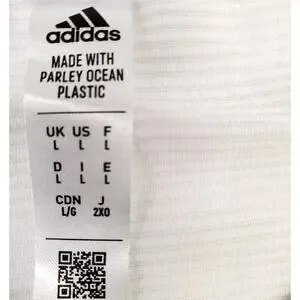 adidas
MADE WITH
PARLEY OCEAN
PLASTIC
UK US F
L L L
D I E
L L L
CDN J
L/G 2XO